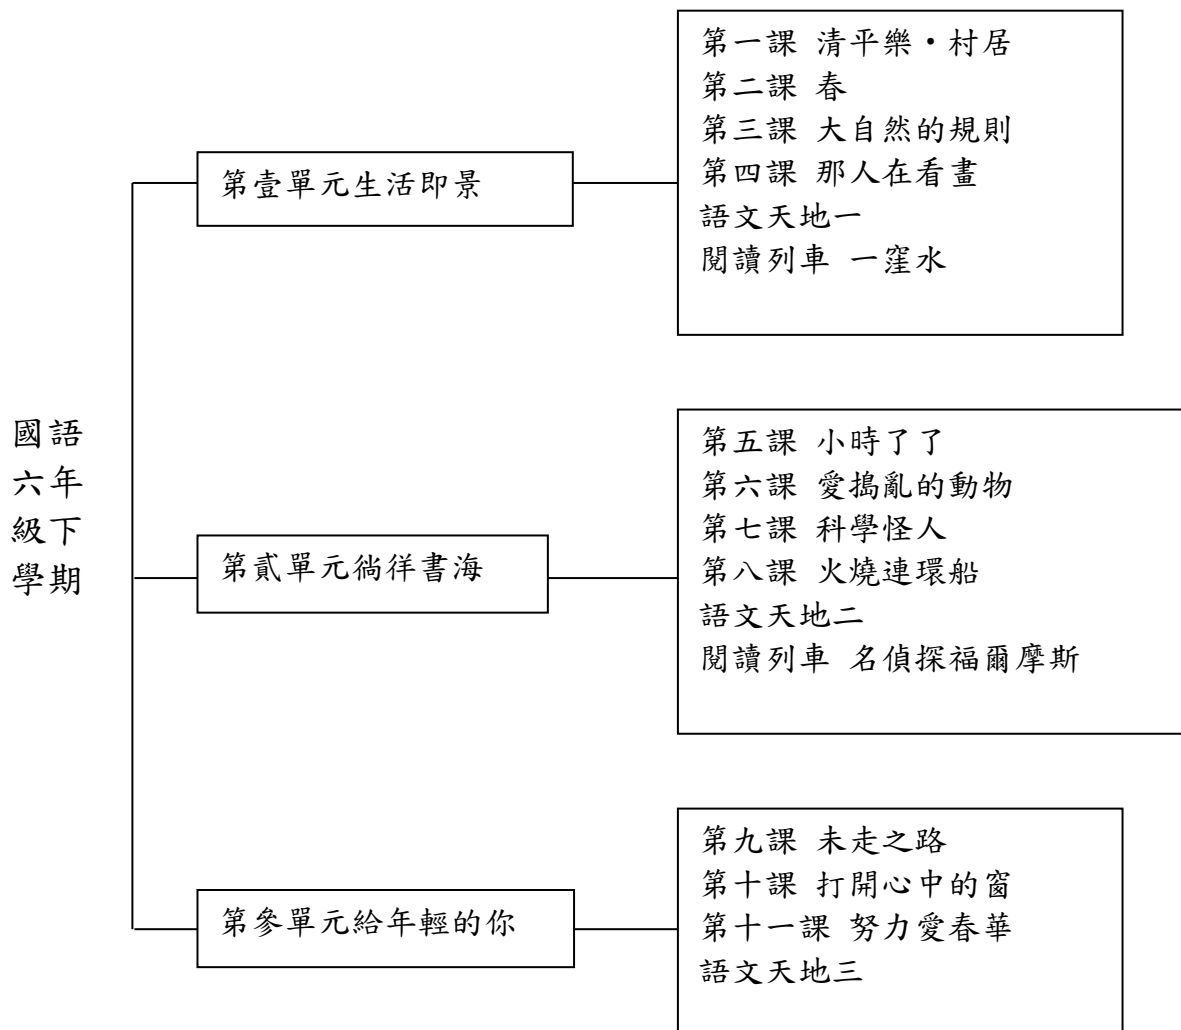 國語
六年
級下
學期
第壹單元生活即景
第一課 清平樂・村居
第二課 春
第三課 大自然的規則
第四課 那人在看畫
語文天地一
閱讀列車 一窪水
第貳單元徜徉書海
第五課 小時了了
第六課 愛搗亂的動物
第七課 科學怪人
第八課 火燒連環船
語文天地二
閱讀列車 名偵探福爾摩斯
第參單元給年輕的你
第九課 未走之路
第十課 打開心中的窗
第十一課 努力愛春華
語文天地三